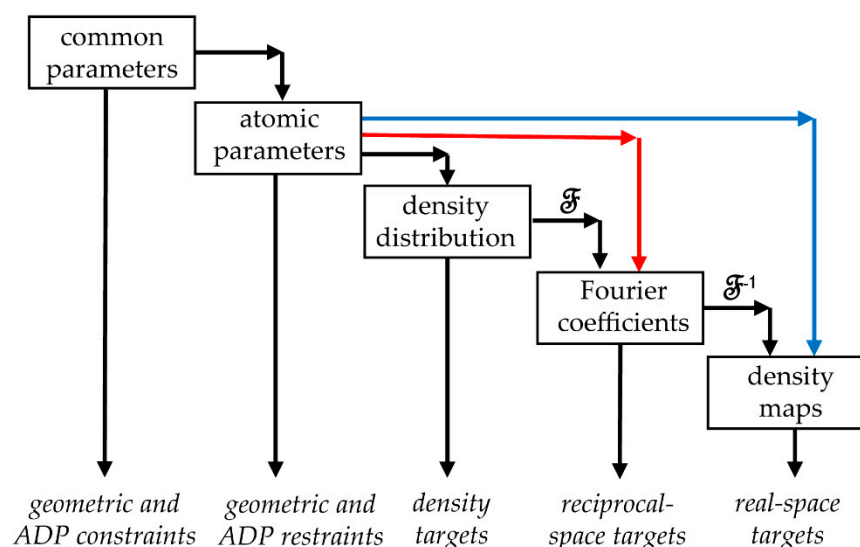 common
parameters
atomic
parameters
density
distribution
ℱ
Fourier
coefficients
ℱ-1
density
maps
geometric and
ADP constraints
geometric and
ADP restraints
density
targets
reciprocal-
space targets
real-space
targets